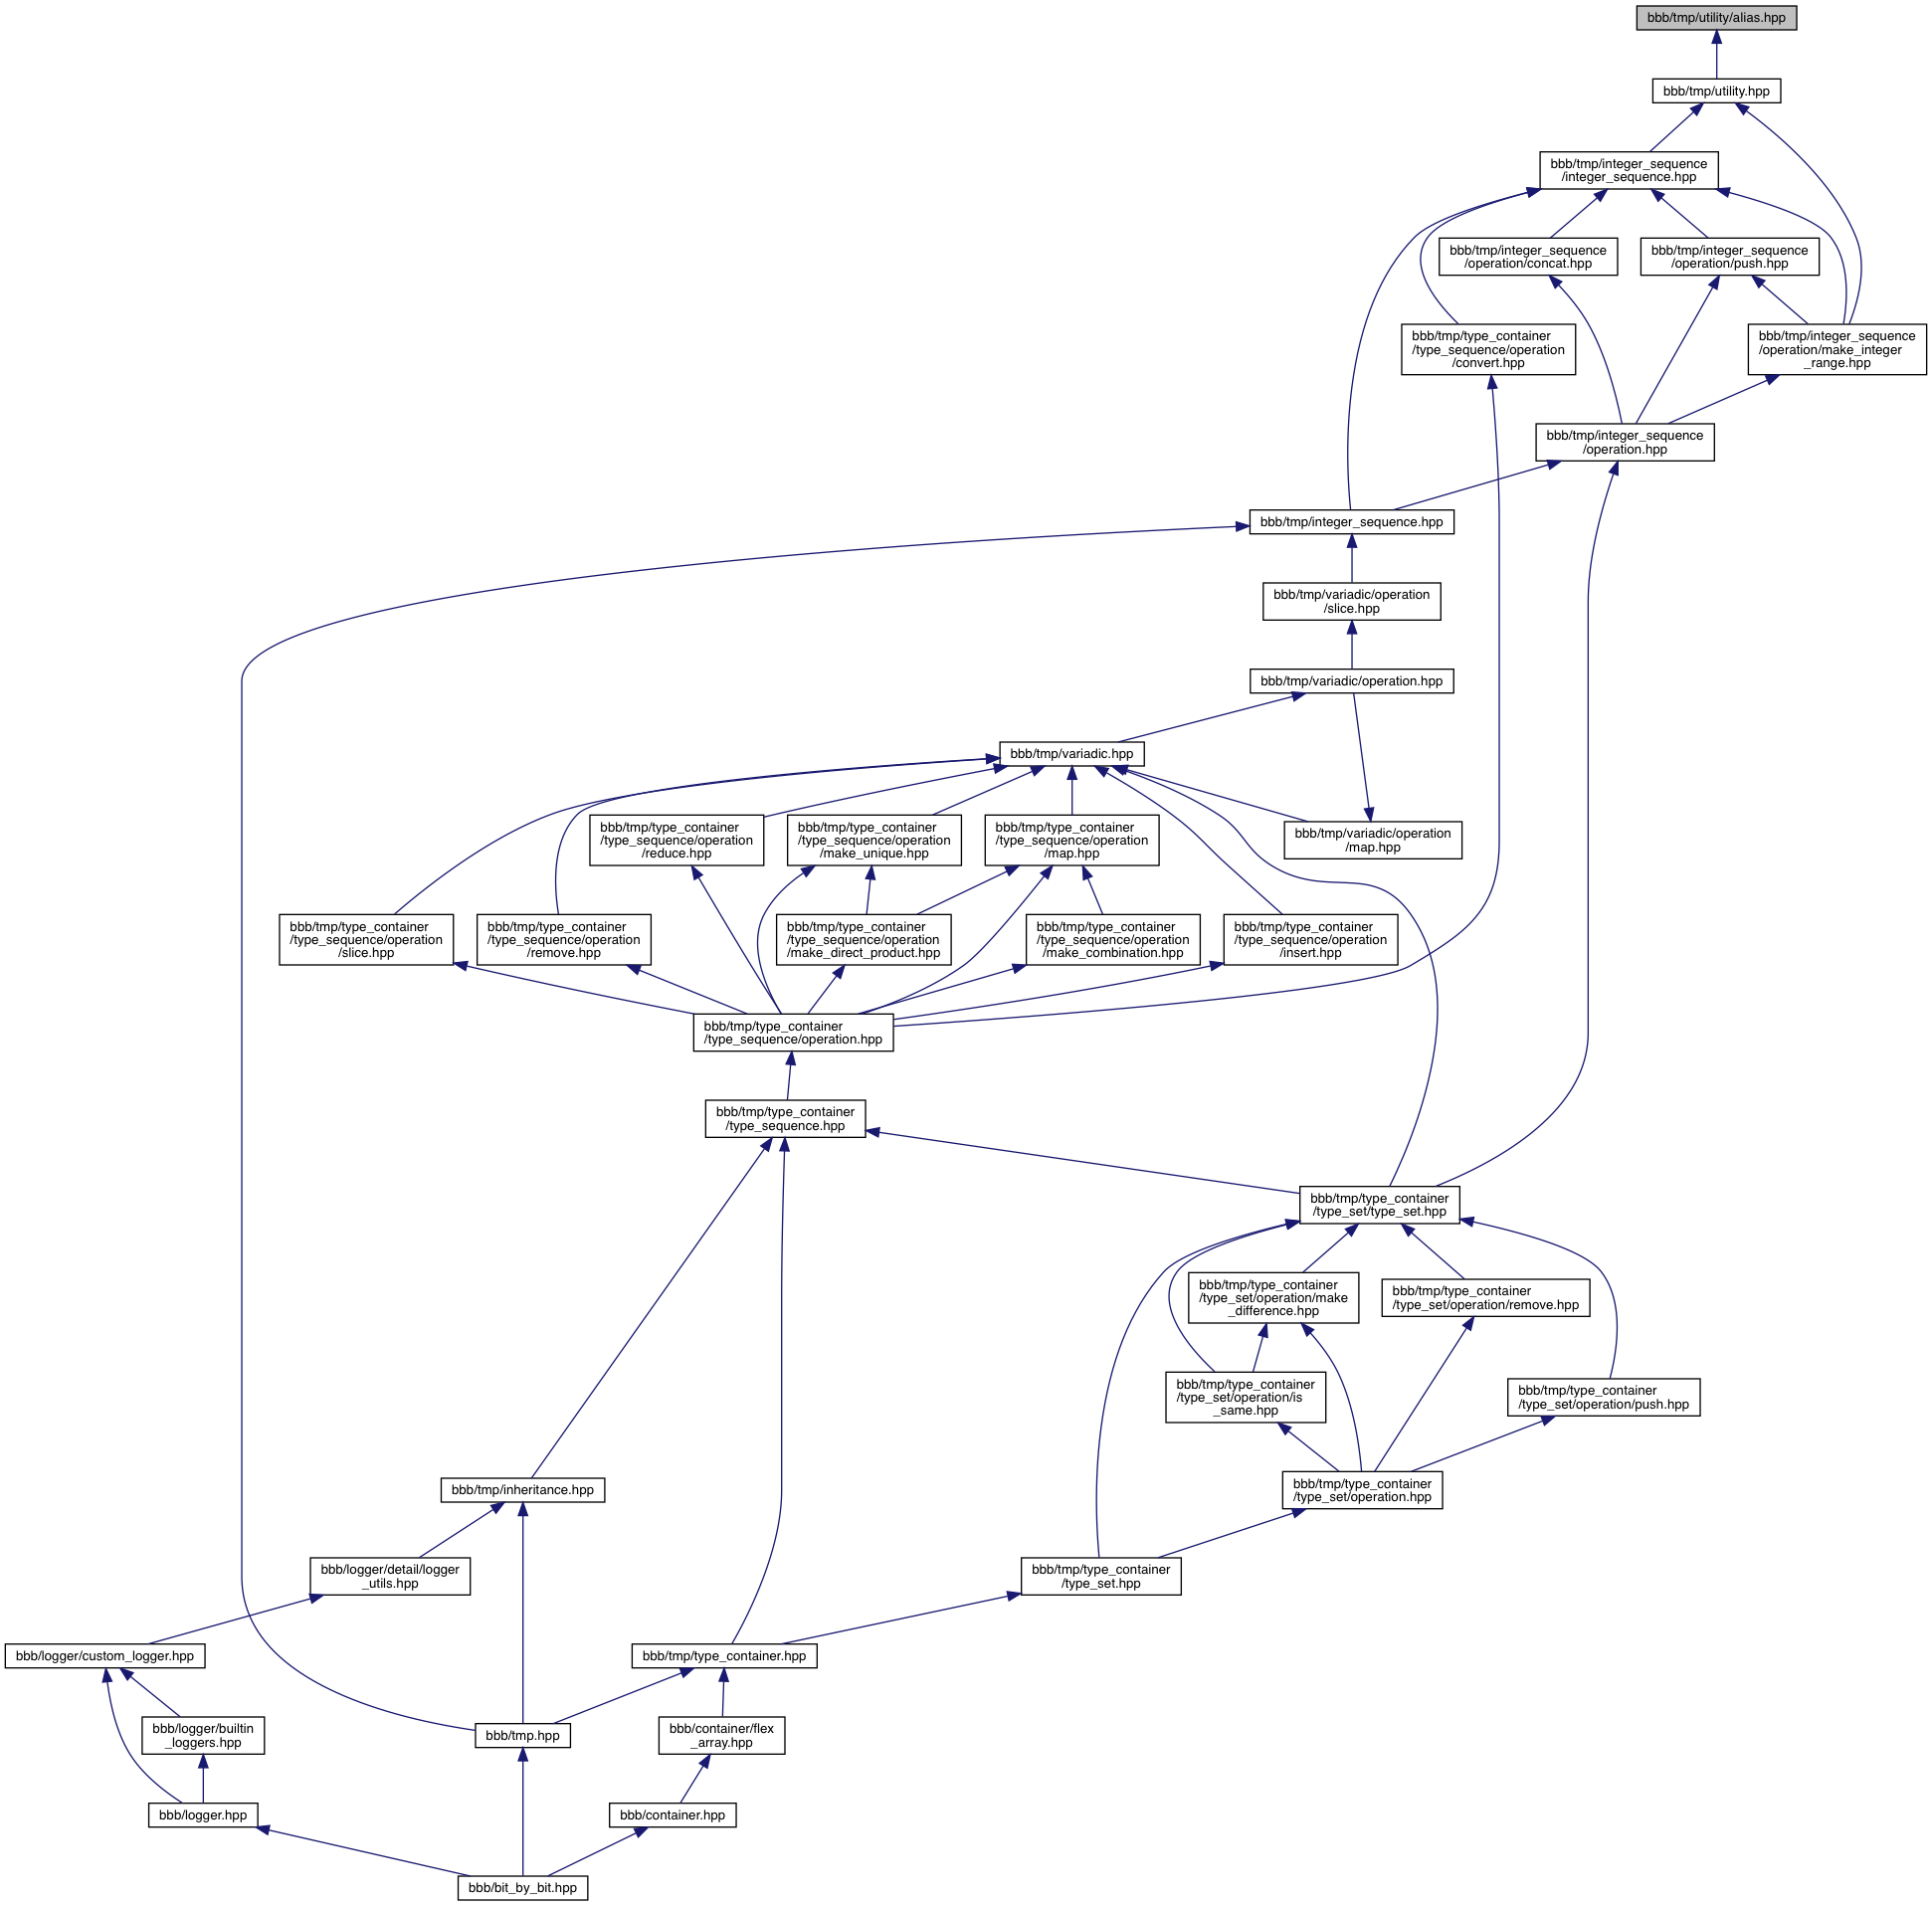 bbb/tmp/utility/alias.hpp
bbb/tmp/utility.hpp
bbb/tmp/integer_sequence
/integer_sequence.hpp
bbb/tmp/integer_sequence
/operation/concat.hpp
bbb/tmp/integer_sequence
/operation/push.hpp
bbb/tmp/type_container
/type_sequence/operation
/convert.hpp
bbb/tmp/integer_sequence
/operation/make_integer
_range.hpp
bbb/tmp/integer_sequence
/operation.hpp
bbb/tmp/integer_sequence.hpp
bbb/tmp/variadic/operation
/slice.hpp
bbb/tmp/variadic/operation.hpp
bbb/tmp/variadic.hpp
bbb/tmp/type_container
/type_sequence/operation
/reduce.hpp
bbb/tmp/type_container
/type_sequence/operation
/make_unique.hpp
bbb/tmp/type_container
/type_sequence/operation
/map.hpp
bbb/tmp/variadic/operation
/map.hpp
bbb/tmp/type_container
/type_sequence/operation
/slice.hpp
bbb/tmp/type_container
/type_sequence/operation
/remove.hpp
bbb/tmp/type_container
/type_sequence/operation
/make_direct_product.hpp
bbb/tmp/type_container
/type_sequence/operation
/make_combination.hpp
bbb/tmp/type_container
/type_sequence/operation
/insert.hpp
bbb/tmp/type_container
/type_sequence/operation.hpp
bbb/tmp/type_container
/type_sequence.hpp
bbb/tmp/type_container
/type_set/type_set.hpp
bbb/tmp/type_container
/type_set/operation/make
_difference.hpp
bbb/tmp/type_container
/type_set/operation/remove.hpp
bbb/tmp/type_container
/type_set/operation/is
_same.hpp
bbb/tmp/type_container
/type_set/operation/push.hpp
bbb/tmp/inheritance.hpp
bbb/tmp/type_container
/type_set/operation.hpp
bbb/logger/detail/logger
_utils.hpp
bbb/tmp/type_container
/type_set.hpp
bbb/logger/custom_logger.hpp
bbb/tmp/type_container.hpp
bbb/logger/builtin
_loggers.hpp
bbb/tmp.hpp
bbb/container/flex
_array.hpp
bbb/logger.hpp
bbb/container.hpp
bbb/bit_by_bit.hpp